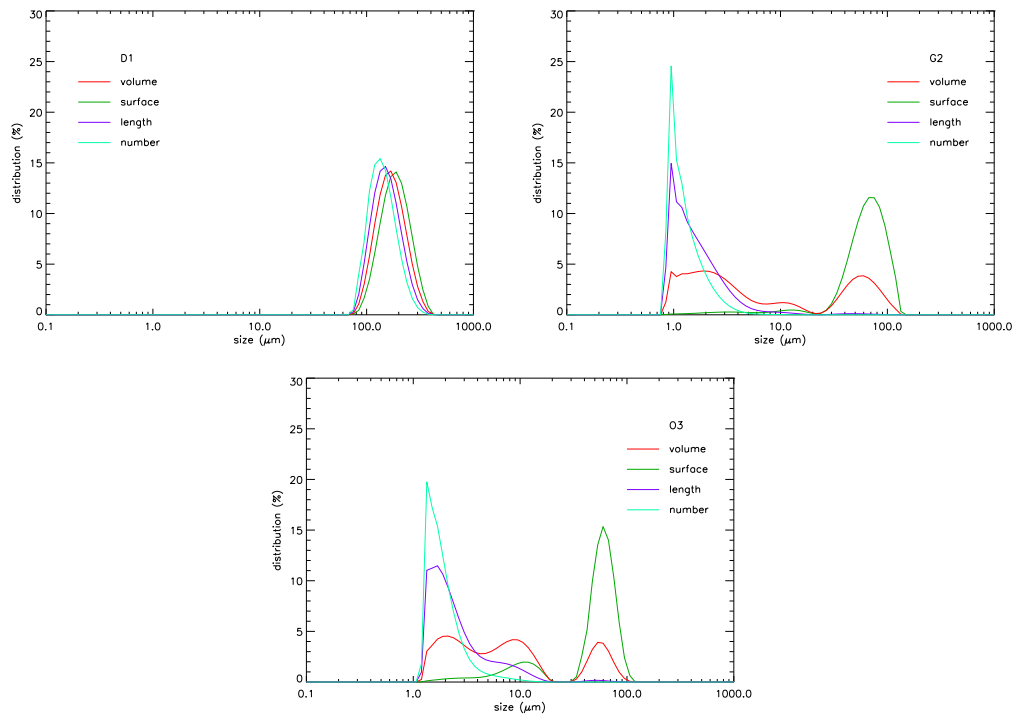 30
25
20
15
10
5
0
distribution (%)
D1
volume
surface
length
number
0.1 1.0 10.0 100.0 1000.0
size (μm)
30
25
20
15
10
5
0
distribution (%)
G2
volume
surface
length
number
0.1 1.0 10.0 100.0 1000.0
size (μm)
30
25
20
15
10
5
0
distribution (%)
O3
volume
surface
length
number
0.1 1.0 10.0 100.0 1000.0
size (μm)